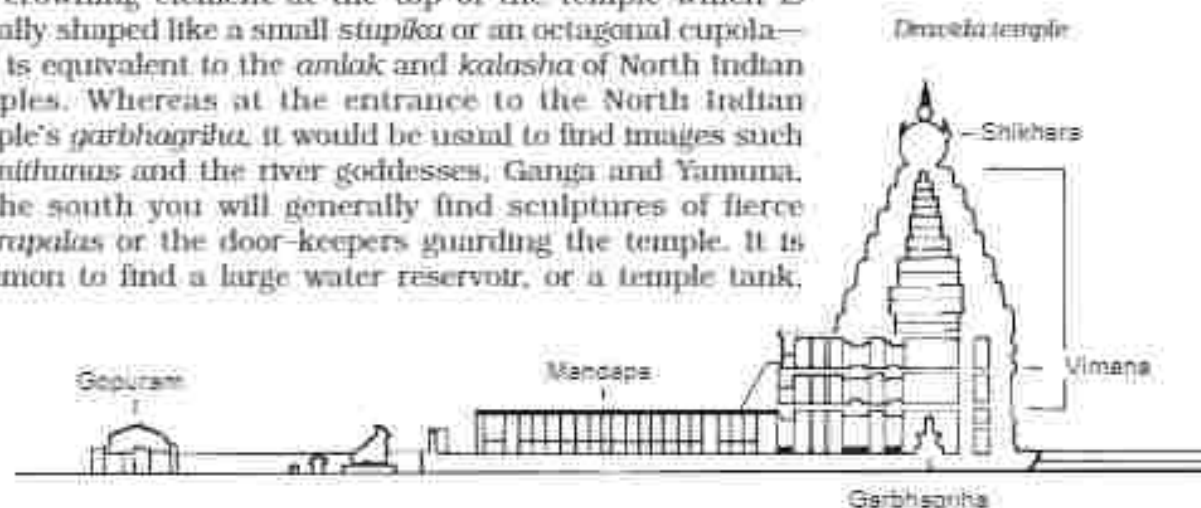 crowning element at the top of the temple which is
ally shaped like a small stupika or an octagonal cupola—
is equivalent to the amlak and kalasha of North Indian
ples. Whereas at the entrance to the North Indian
ple's garbhagriha, it would be usual to find images such
mithunas and the river goddesses, Ganga and Yamuna,
he south you will generally find sculptures of fierce
rapalas or the door-keepers guarding the temple. It is
mon to find a large water reservoir, or a temple tank,
Dravida temple
Shikhara
Vimana
Mandapa
Gopuram
Garbhagriha